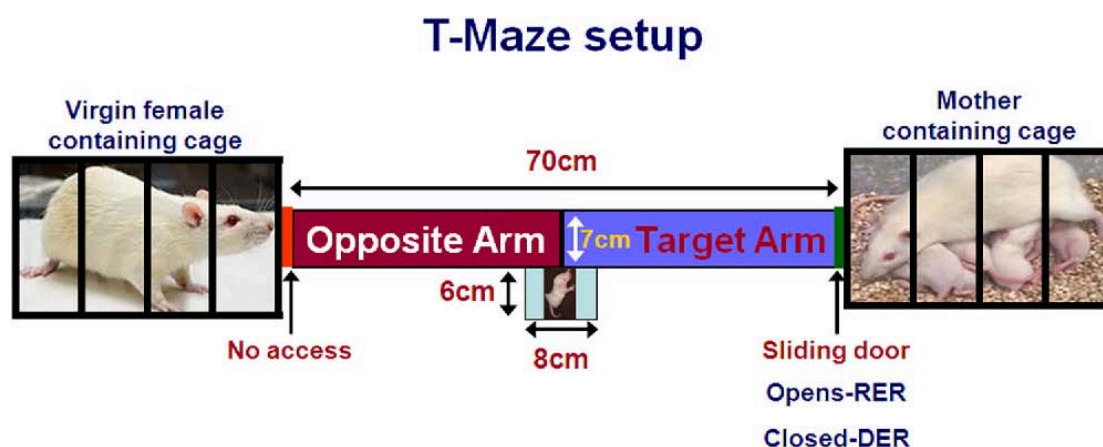 T-Maze setup
Virgin female
containing cage
Mother
containing cage
70cm
Opposite Arm
7cm
Target Arm
6cm
8cm
No access
Sliding door
Opens-RER
Closed-DER